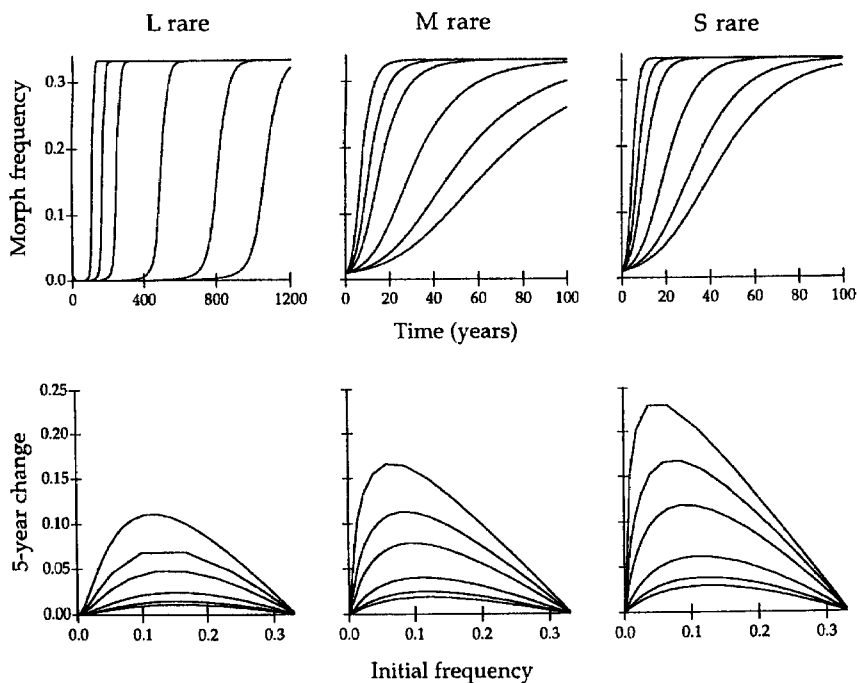 L rare
M rare
S rare
Morph frequency
0.3
0.2
0.1
0.0
0 400 800 1200
0 20 40 60 80 100
0 20 40 60 80 100
Time (years)
5-year change
0.25
0.20
0.15
0.10
0.05
0.00
0.0 0.1 0.2 0.3
0.0 0.1 0.2 0.3
0.0 0.1 0.2 0.3
Initial frequency